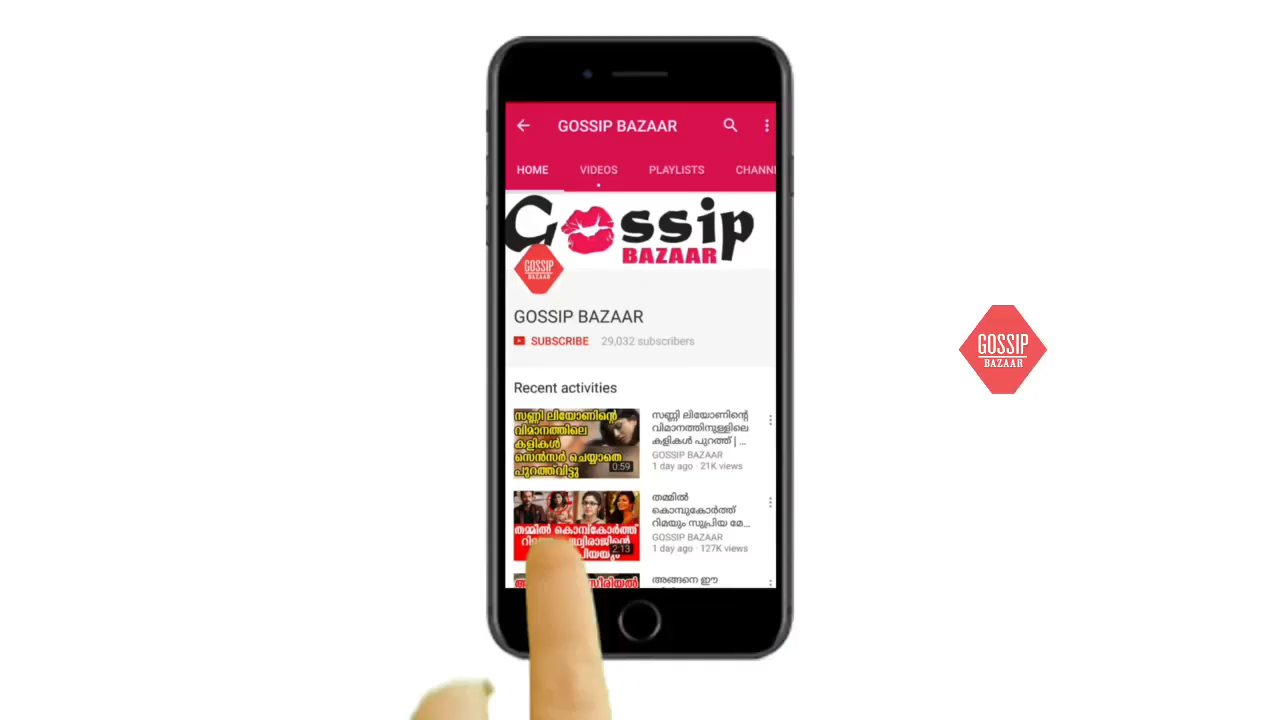 GOSSIP BAZAAR
HOME VIDEOS PLAYLISTS CHANN
Gossip
BAZAAR
GOSSIP
BAZAAR
GOSSIP BAZAAR
SUBSCRIBE 29,032 subscribers
Recent activities
സണ്ണി ലിയോണിന്റെ
വിമാനത്തിലെ
കളികൾ
സെൻസർ ചെയ്യാതെ
പുറത്ത്‌വിട്ടു
0:59
സണ്ണി ലിയോണിന്റെ
വിമാനത്തിനുള്ളിലെ
കളികൾ പുറത്ത് | ...
GOSSIP BAZAAR
1 day ago · 21K views
തമ്മിൽ കൊമ്പ്കോർത്ത്
2:13
തമ്മിൽ
കൊമ്പുകോർത്ത്
റിമയും സുപ്രിയ മേ...
GOSSIP BAZAAR
1 day ago · 127K views
അങ്ങനെ ഈ
GOSSIP
BAZAAR